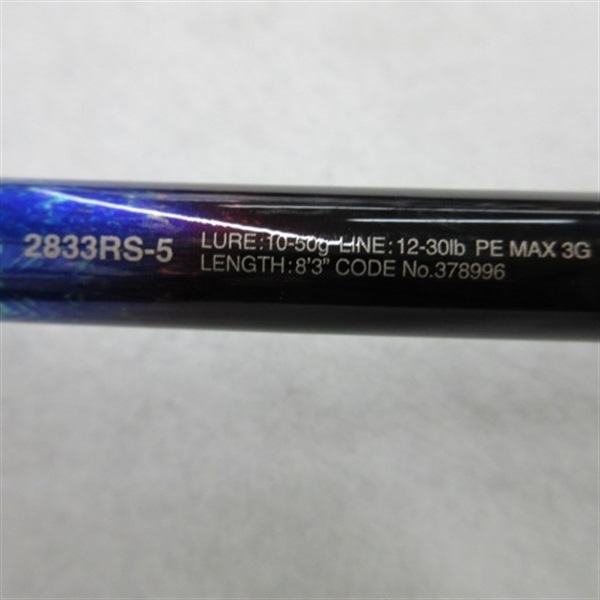 2833RS-5 LURE:10-50g LINE:12-30lb PE MAX 3G
LENGTH:8'3" CODE No.378996